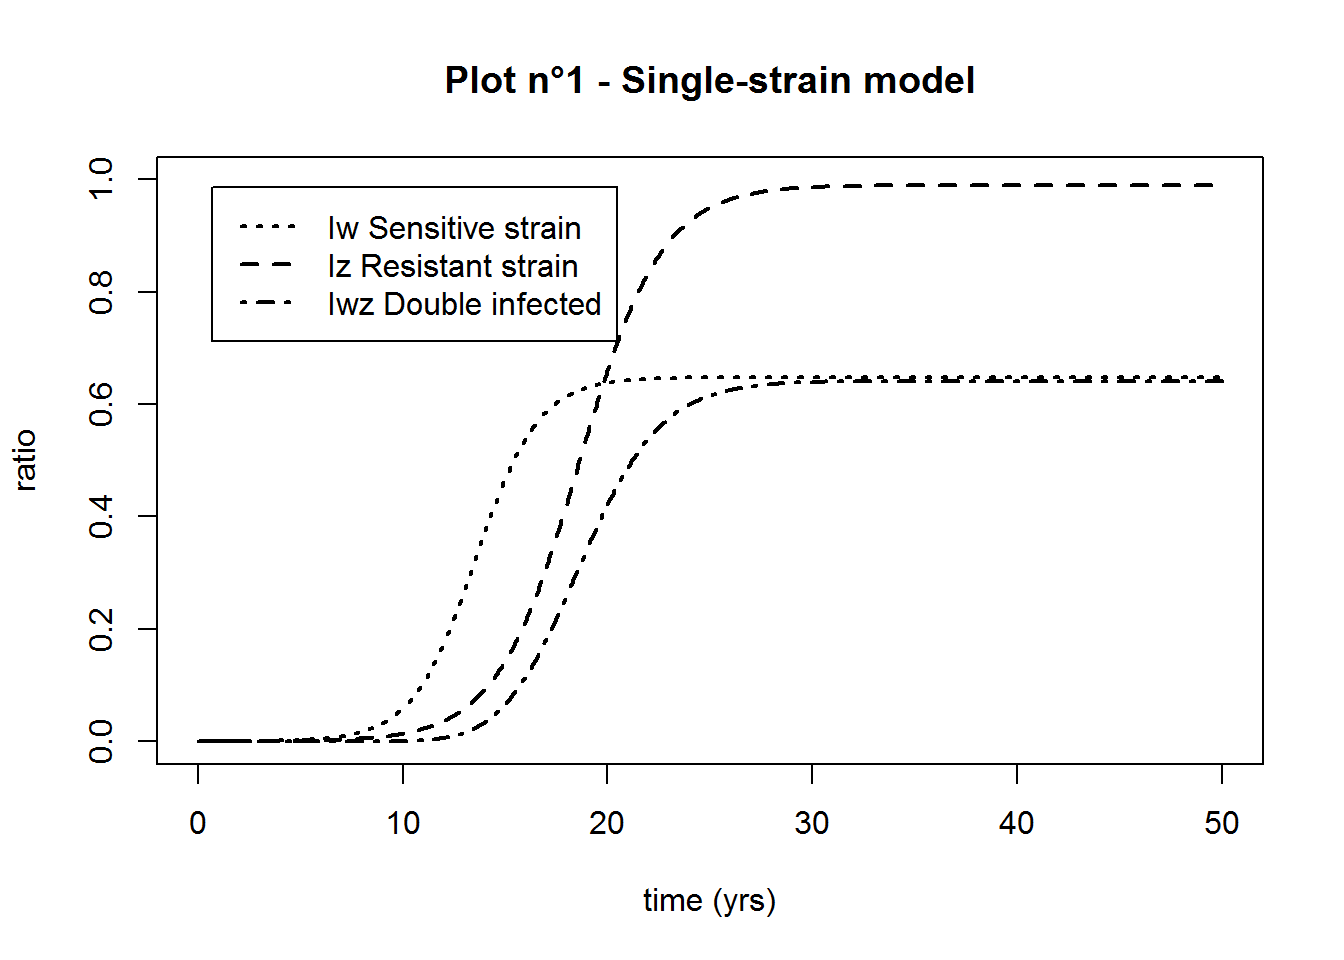 Plot n°1 - Single-strain model
1.0
0.8
0.6
0.4
0.2
0.0
ratio
Iw Sensitive strain
Iz Resistant strain
Iwz Double infected
0 10 20 30 40 50
time (yrs)